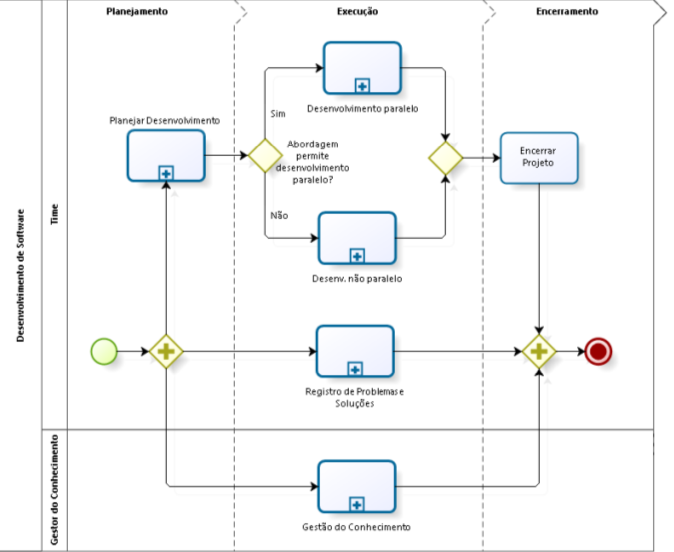 Planejamento
Execução
Encerramento
Desenvolvimento de Software
Time
Gestor do Conhecimento
Planejar Desenvolvimento
Sim
Abordagem
permite
desenvolvimento
paralelo?
Não
Desenvolvimento paralelo
Desenv. não paralelo
Encerrar
Projeto
Registro de Problemas e
Soluções
Gestão do Conhecimento